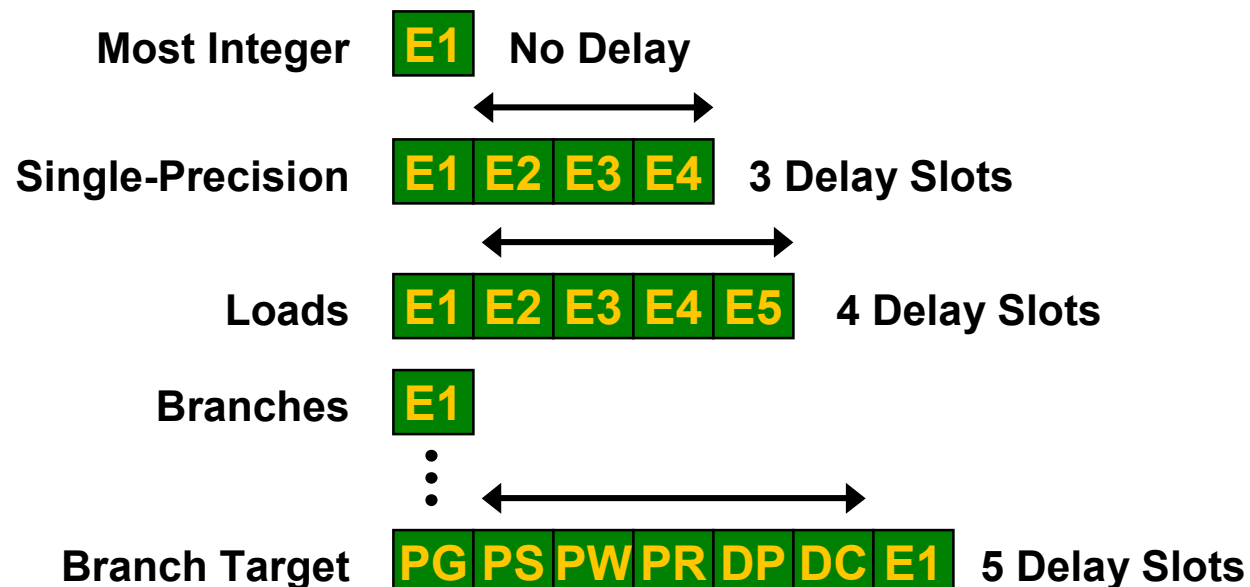 Most Integer E1 No Delay
Single-Precision E1 E2 E3 E4 3 Delay Slots
Loads E1 E2 E3 E4 E5 4 Delay Slots
Branches E1
Branch Target PG PS PW PR DP DC E1 5 Delay Slots